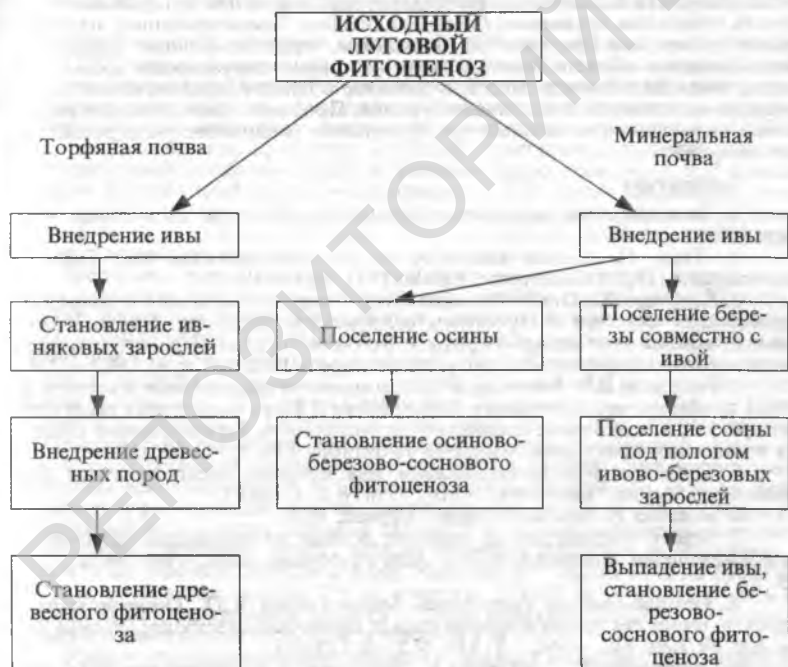 ИСХОДНЫЙ
ЛУГОВОЙ
ФИТОЦЕНОЗ
Торфяная почва
Минеральная
почва
Внедрение ивы
Внедрение ивы
Становление ив-
няковых зарослей
Поселение осины
Поселение бере-
зы совместно с
ивой
Внедрение древес-
ных пород
Становление осиново-
березово-соснового
фитоценоза
Поселение сосны
под пологом
ивово-березовых
зарослей
Становление дре-
весного фитоцено-
за
Выпадение ивы,
становление бе-
резово-
соснового фито-
ценоза
РЕПОЗИТОРИЙ